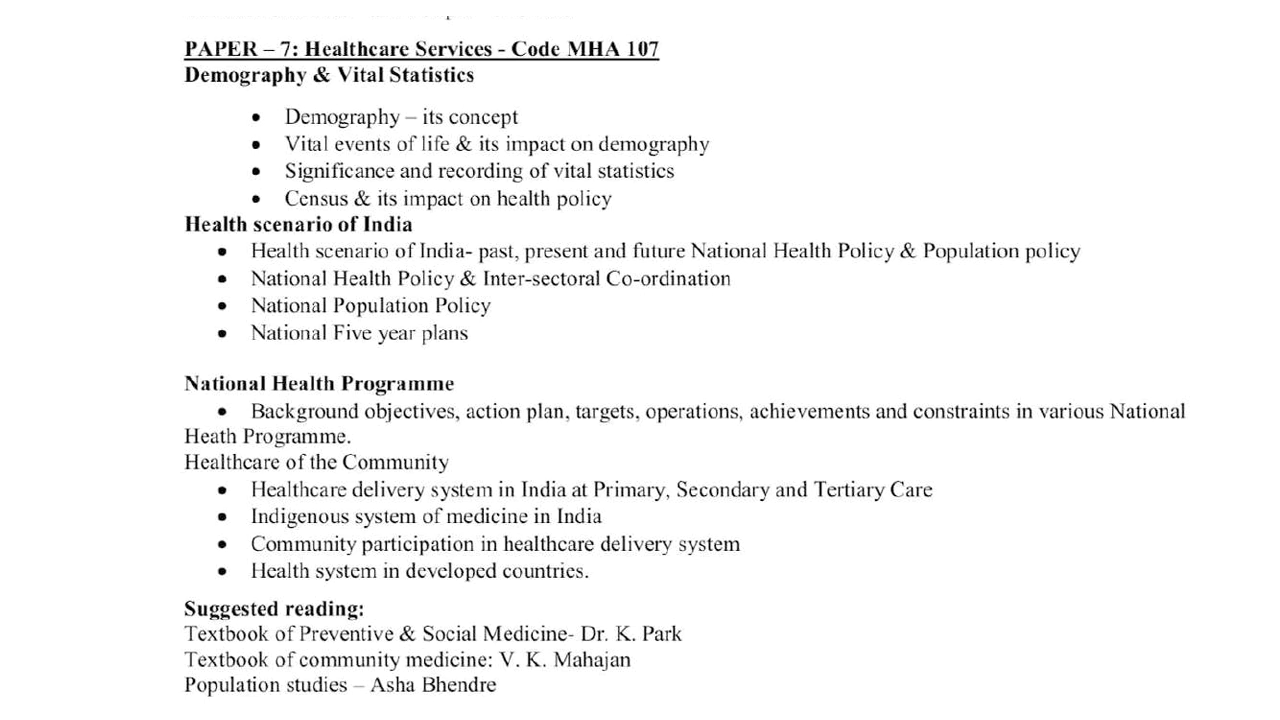 PAPER – 7: Healthcare Services - Code MHA 107
Demography & Vital Statistics
• Demography – its concept
• Vital events of life & its impact on demography
• Significance and recording of vital statistics
• Census & its impact on health policy
Health scenario of India
• Health scenario of India- past, present and future National Health Policy & Population policy
• National Health Policy & Inter-sectoral Co-ordination
• National Population Policy
• National Five year plans
National Health Programme
• Background objectives, action plan, targets, operations, achievements and constraints in various National
Heath Programme.
Healthcare of the Community
• Healthcare delivery system in India at Primary, Secondary and Tertiary Care
• Indigenous system of medicine in India
• Community participation in healthcare delivery system
• Health system in developed countries.
Suggested reading:
Textbook of Preventive & Social Medicine- Dr. K. Park
Textbook of community medicine: V. K. Mahajan
Population studies – Asha Bhendre